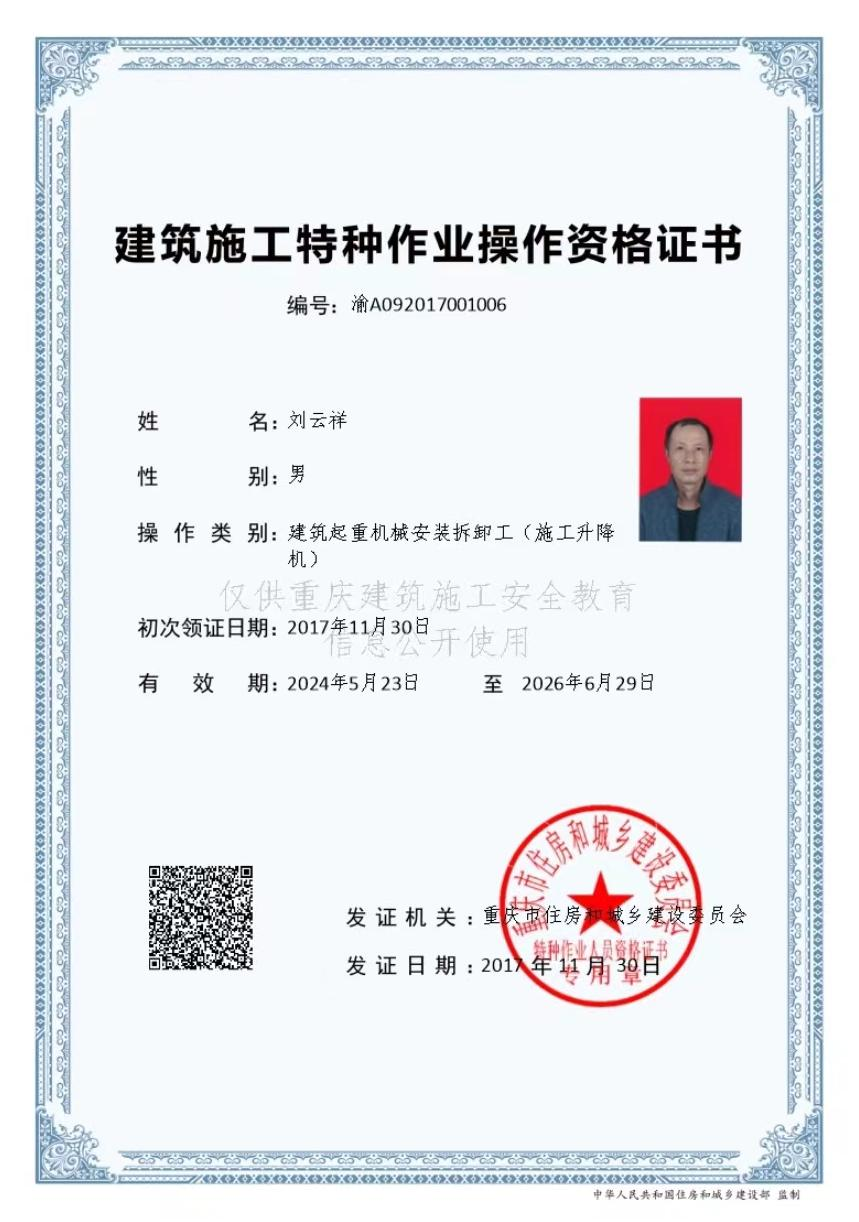 建筑施工特种作业操作资格证书
编号：渝A092017001006
姓名：刘云祥
性别：男
操作类别：建筑起重机械安装拆卸工（施工升降
机）
仅供重庆建筑施工安全教育
初次领证日期：2017年11月30日
信息公开使用
有效期：2024年5月23日 至 2026年6月29日
重庆市住房和城乡建设委员会
发证机关：重庆市住房和城乡建设委员会
特种作业人员资格证书
发证日期：2017 年 11 月 30日
专用章
中华人民共和国住房和城乡建设部 监制